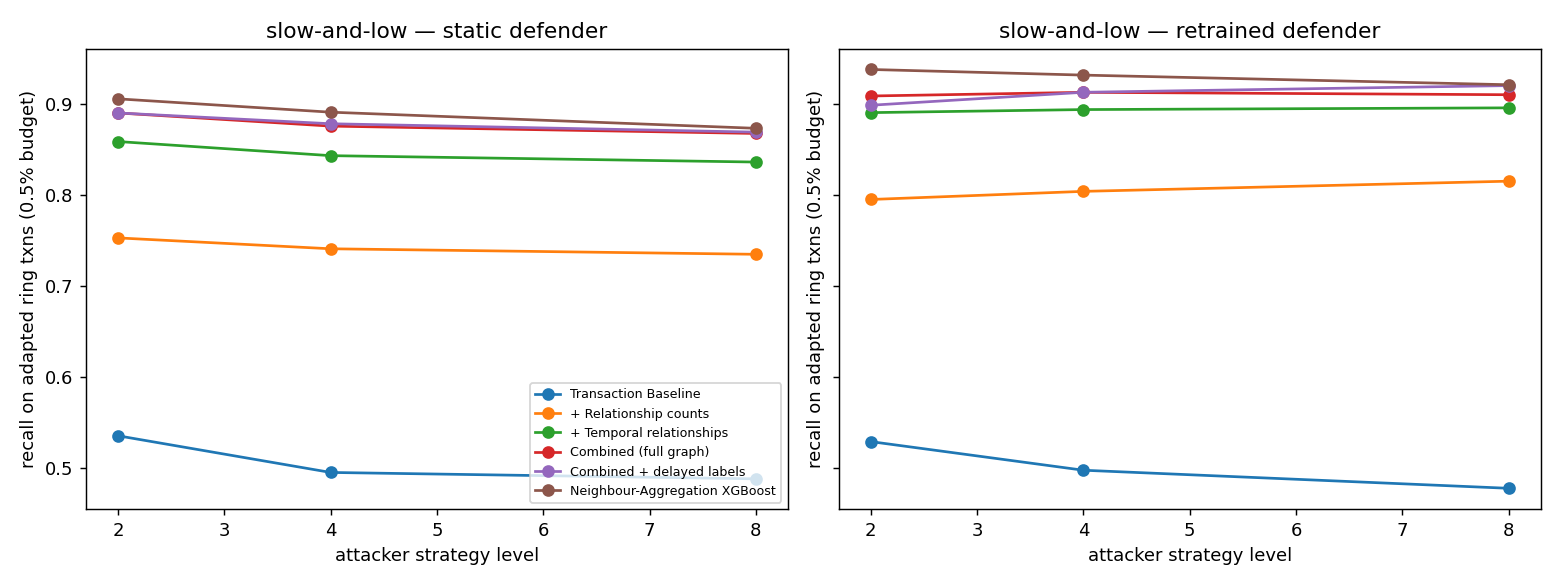 slow-and-low — static defender
recall on adapted ring txns (0.5% budget)
0.9
0.8
0.7
0.6
0.5
2
3
4
5
6
7
8
attacker strategy level
Transaction Baseline
+ Relationship counts
+ Temporal relationships
Combined (full graph)
Combined + delayed labels
Neighbour-Aggregation XGBoost
slow-and-low — retrained defender
recall on adapted ring txns (0.5% budget)
2
3
4
5
6
7
8
attacker strategy level